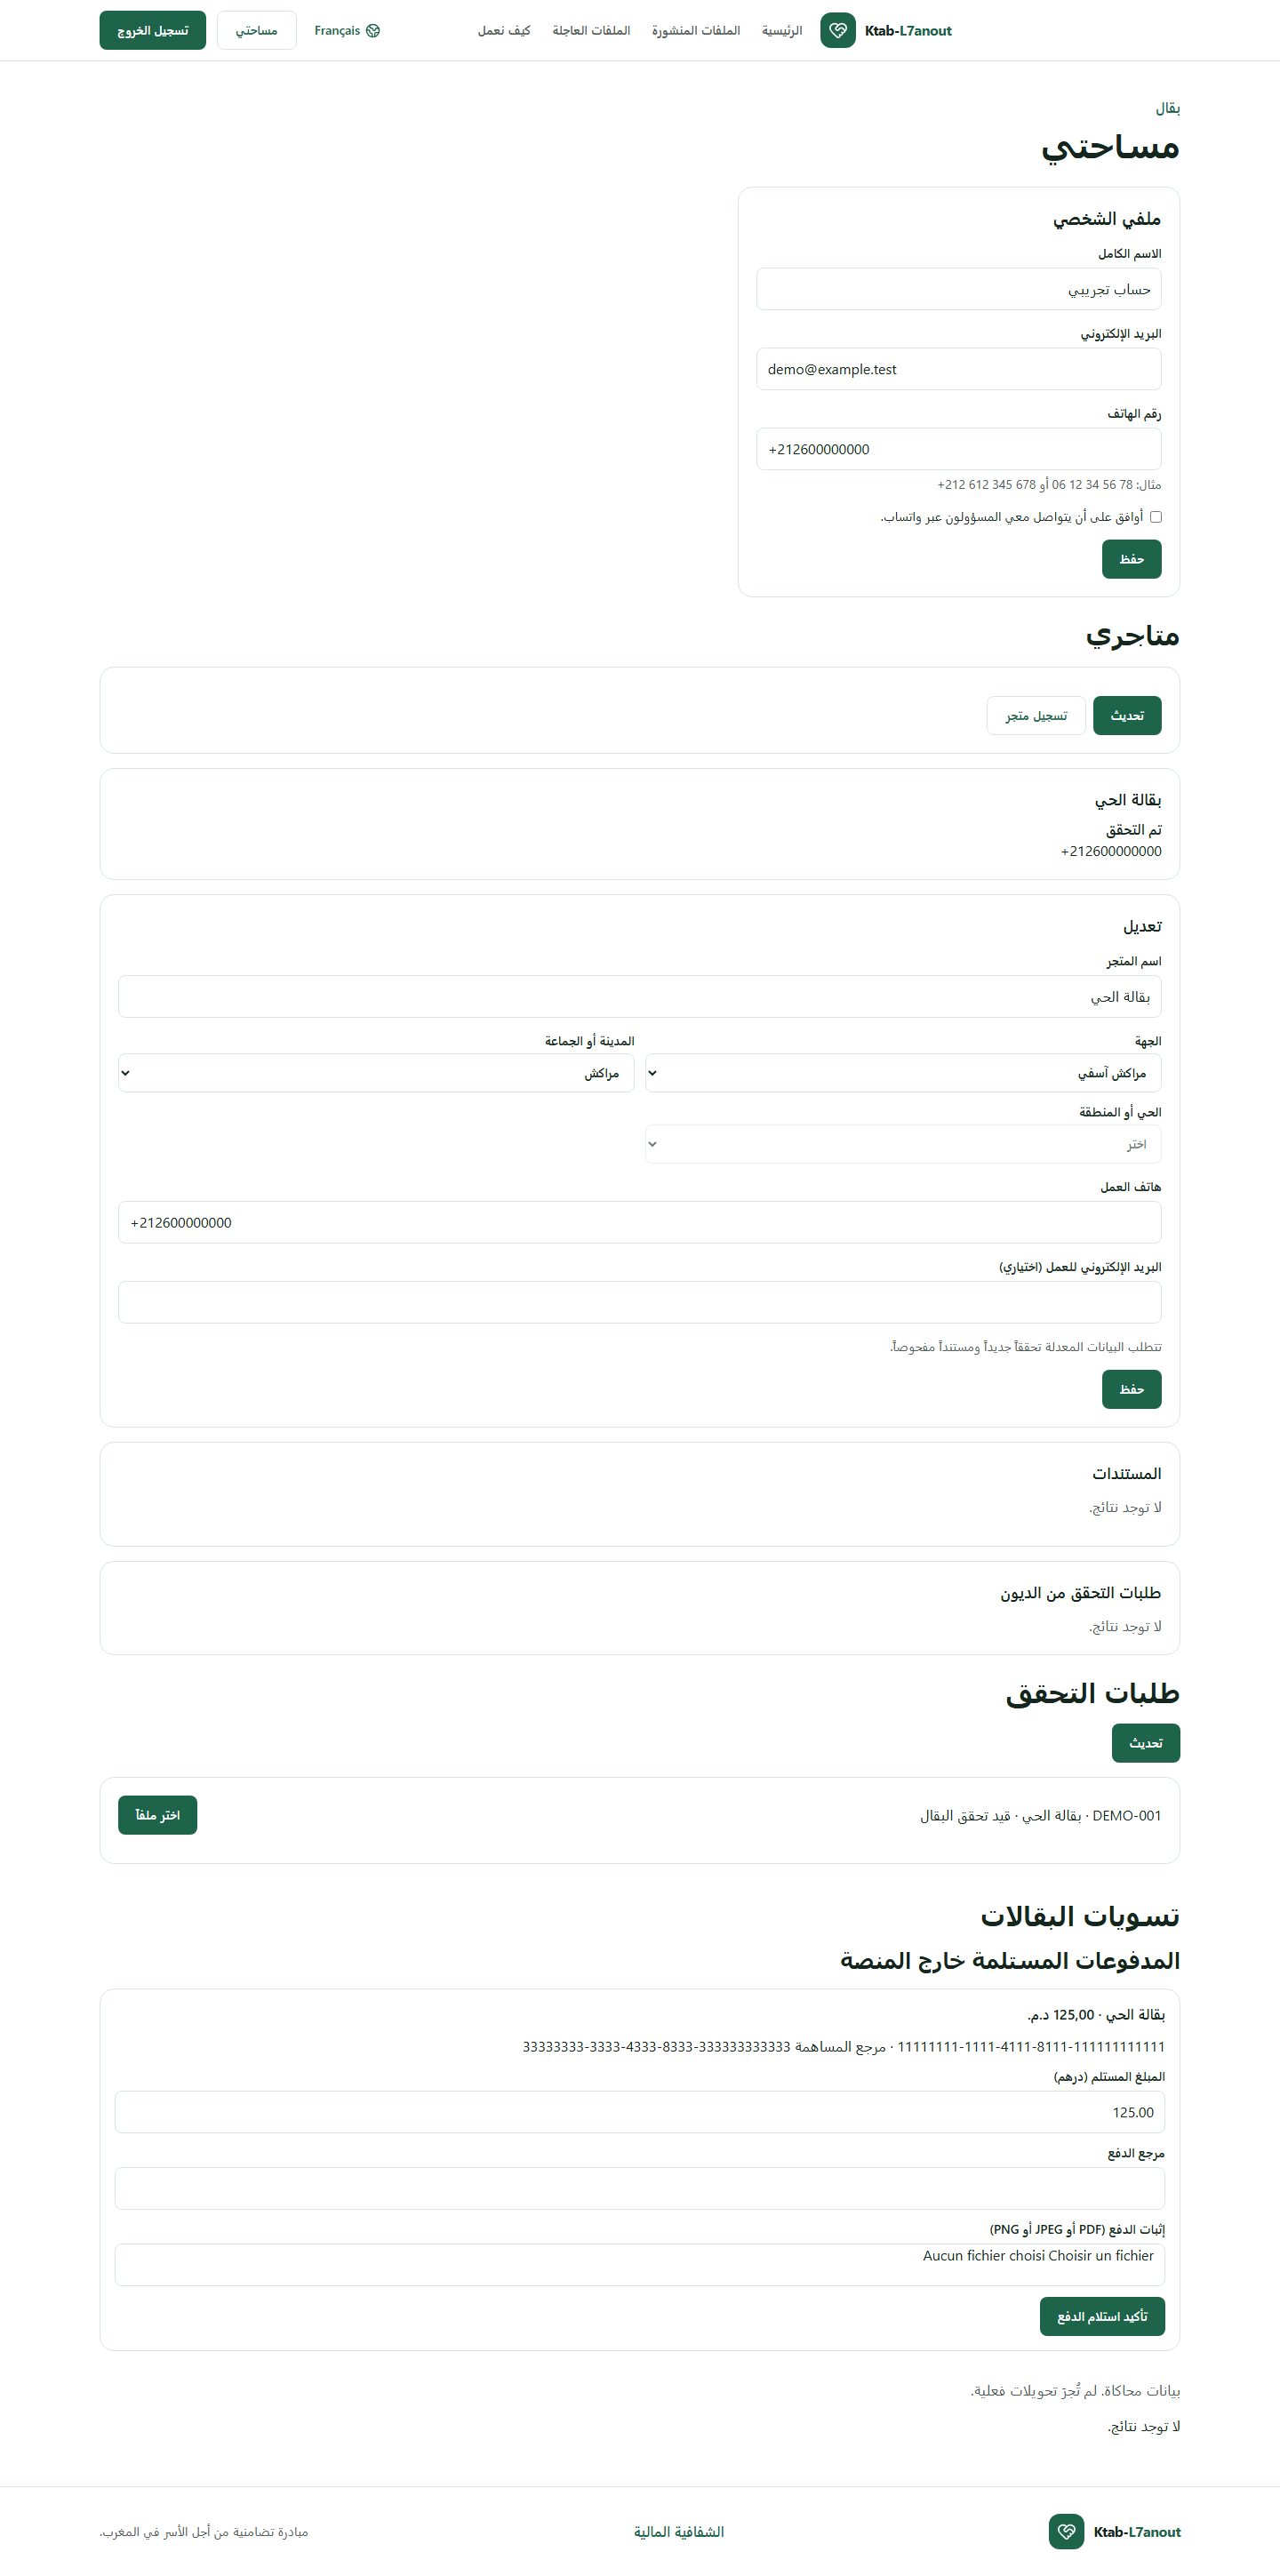 Ktab-L7anout
الرئيسية
الملفات المنشورة
الملفات العاجلة
كيف نعمل
Français
مساحتي
تسجيل الخروج
بقال
مساحتي
ملفي الشخصي
الاسم الكامل
حساب تجريبي
البريد الإلكتروني
demo@example.test
رقم الهاتف
+212600000000
مثال: 78 56 34 12 06 أو 678 345 612 212+
أوافق على أن يتواصل معي المسؤولون عبر واتساب.
حفظ
متاجري
تحديث
تسجيل متجر
بقالة الحي
تم التحقق
+212600000000
تعديل
اسم المتجر
بقالة الحي
الجهة
المدينة أو الجماعة
مراكش آسفي
مراكش
الحي أو المنطقة
اختر
هاتف العمل
+212600000000
البريد الإلكتروني للعمل (اختياري)
تتطلب البيانات المعدلة تحققاً جديداً ومستنداً مفحوصاً.
حفظ
المستندات
لا توجد نتائج.
طلبات التحقق من الديون
لا توجد نتائج.
طلبات التحقق
تحديث
DEMO-001 · بقالة الحي · قيد تحقق البقال
اختر ملفاً
تسويات البقالات
المدفوعات المستلمة خارج المنصة
بقالة الحي · 125,00 د.م.
11111111-1111-4111-8111-111111111111 · مرجع المساهمة 33333333-3333-4333-8333-333333333333
المبلغ المستلم (درهم)
125.00
مرجع الدفع
إثبات الدفع (PDF أو JPEG أو PNG)
Aucun fichier choisi Choisir un fichier
تأكيد استلام الدفع
بيانات محاكاة. لم تُجرَ تحويلات فعلية.
لا توجد نتائج.
Ktab-L7anout
الشفافية المالية
مبادرة تضامنية من أجل الأسر في المغرب.